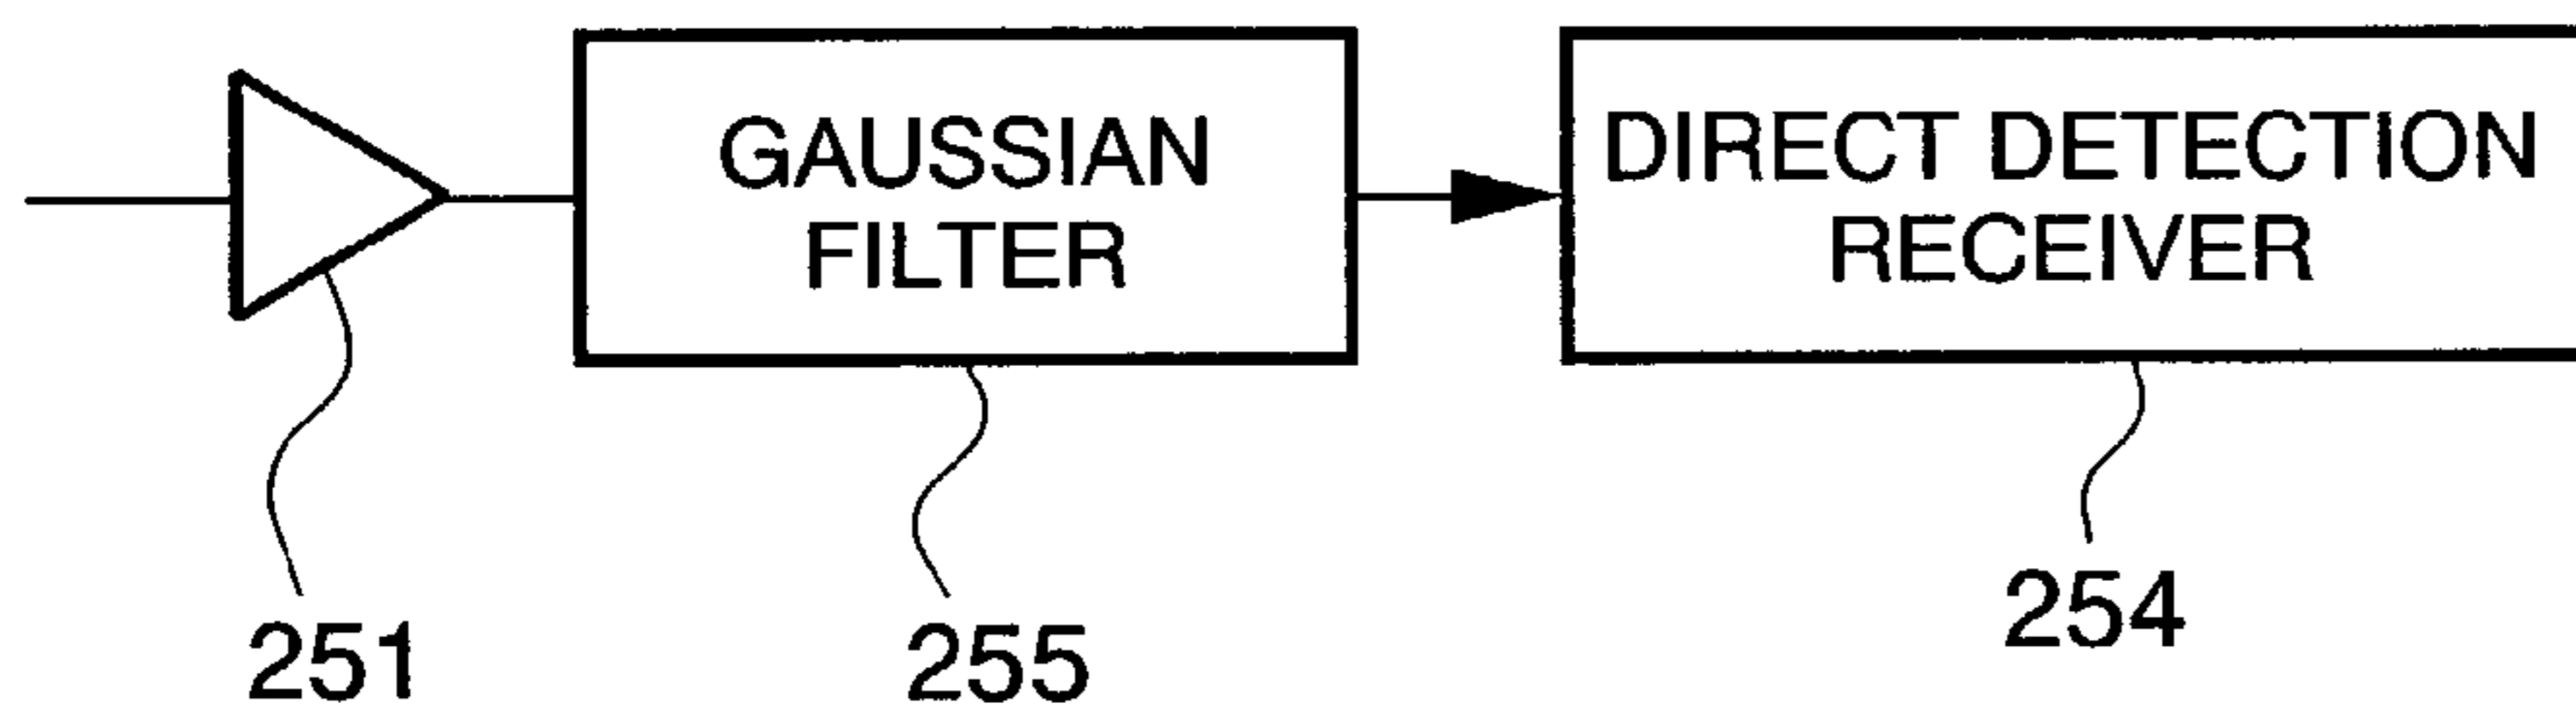 GAUSSIAN
FILTER
DIRECT DETECTION
RECEIVER
251
255
254